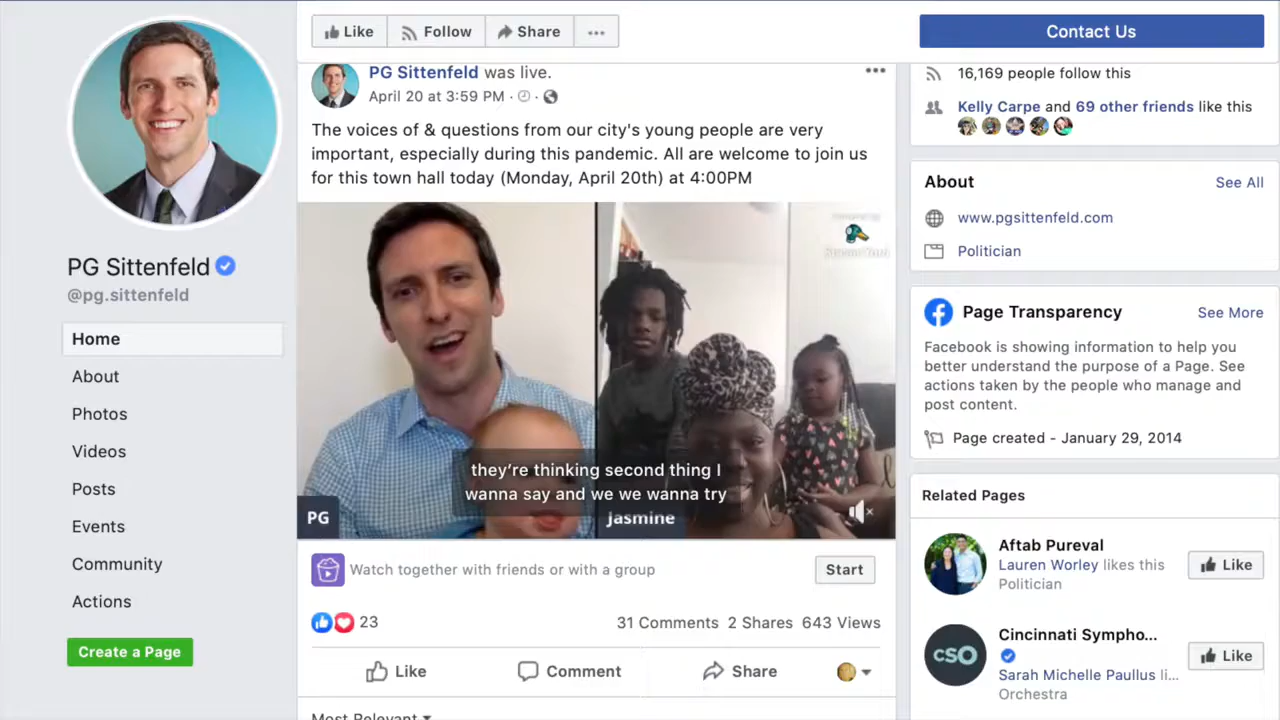 Like
Follow
Share
...
Contact Us
PG Sittenfeld
@pg.sittenfeld
Home
About
Photos
Videos
Posts
Events
Community
Actions
Create a Page
PG Sittenfeld was live.
April 20 at 3:59 PM ·
The voices of & questions from our city's young people are very
important, especially during this pandemic. All are welcome to join us
for this town hall today (Monday, April 20th) at 4:00PM
they're thinking second thing I
wanna say and we we wanna try
PG
Jasmine
Watch together with friends or with a group
Start
23
31 Comments 2 Shares 643 Views
Like
Comment
Share
Most Relevant
16,169 people follow this
Kelly Carpe and 69 other friends like this
About
See All
www.pgsittenfeld.com
Politician
Page Transparency
See More
Facebook is showing information to help you
better understand the purpose of a Page. See
actions taken by the people who manage and
post content.
Page created - January 29, 2014
Related Pages
Aftab Pureval
Lauren Worley likes this
Politician
Like
CSO
Cincinnati Sympho...
Sarah Michelle Paullus li...
Orchestra
Like